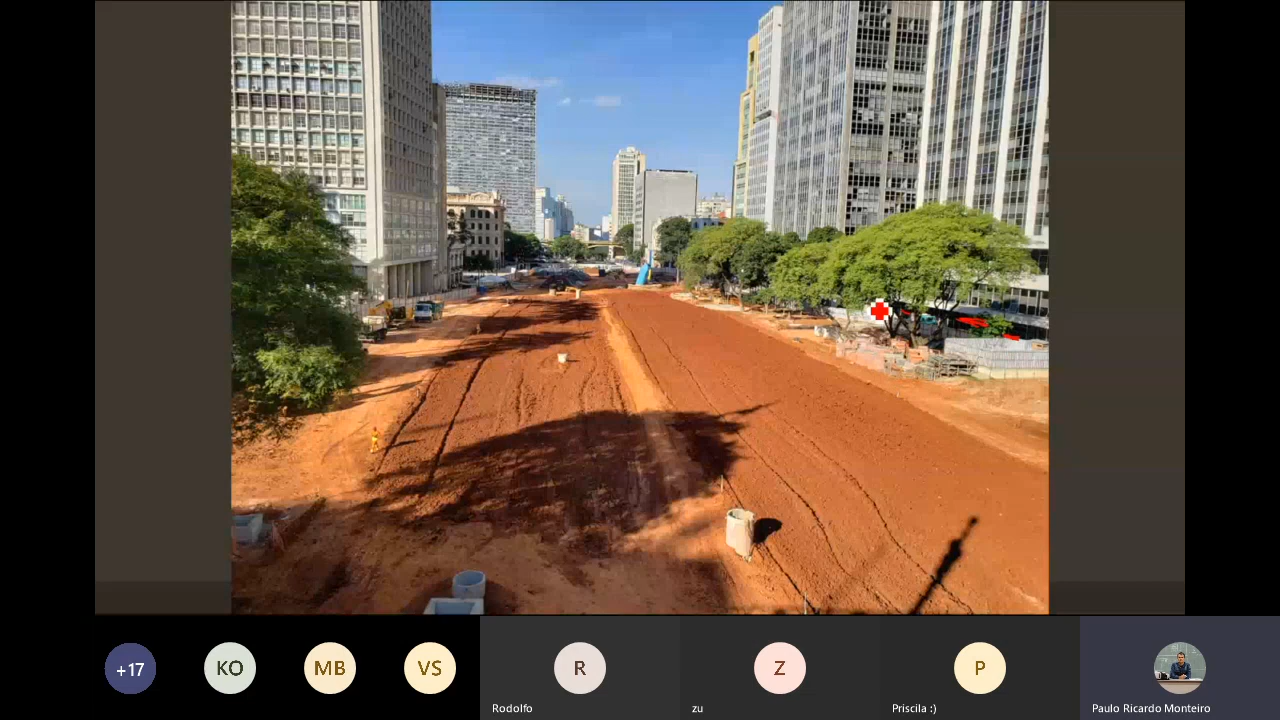 +17
KO
MB
VS
R
Rodolfo
Z
zu
P
Priscila :)
Paulo Ricardo Monteiro